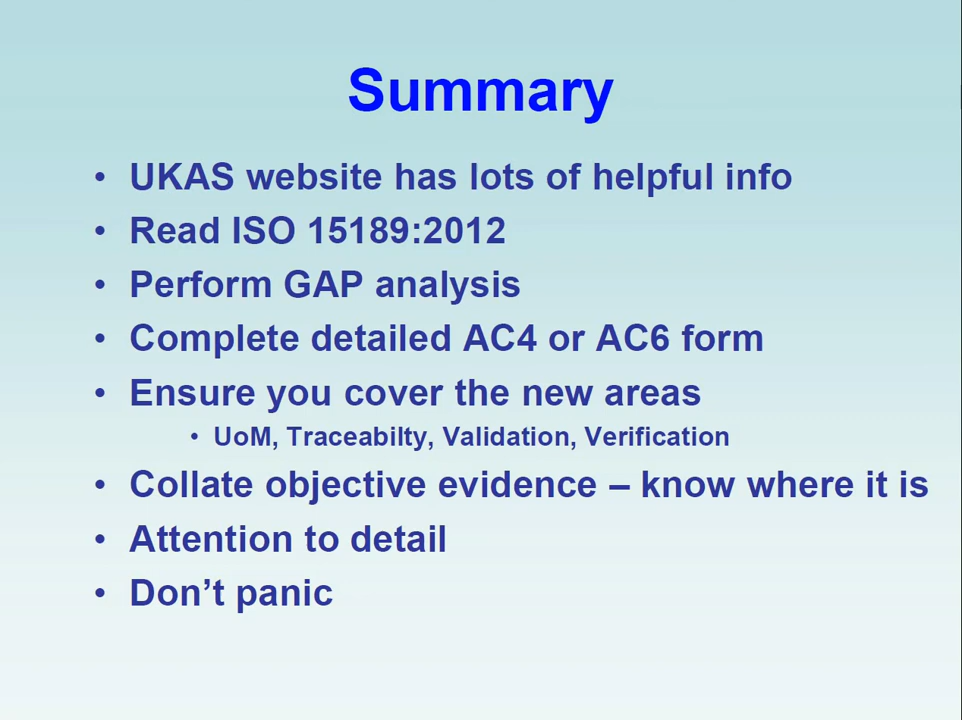 Summary
• UKAS website has lots of helpful info
• Read ISO 15189:2012
• Perform GAP analysis
• Complete detailed AC4 or AC6 form
• Ensure you cover the new areas
• UoM, Traceabilty, Validation, Verification
• Collate objective evidence – know where it is
• Attention to detail
• Don’t panic